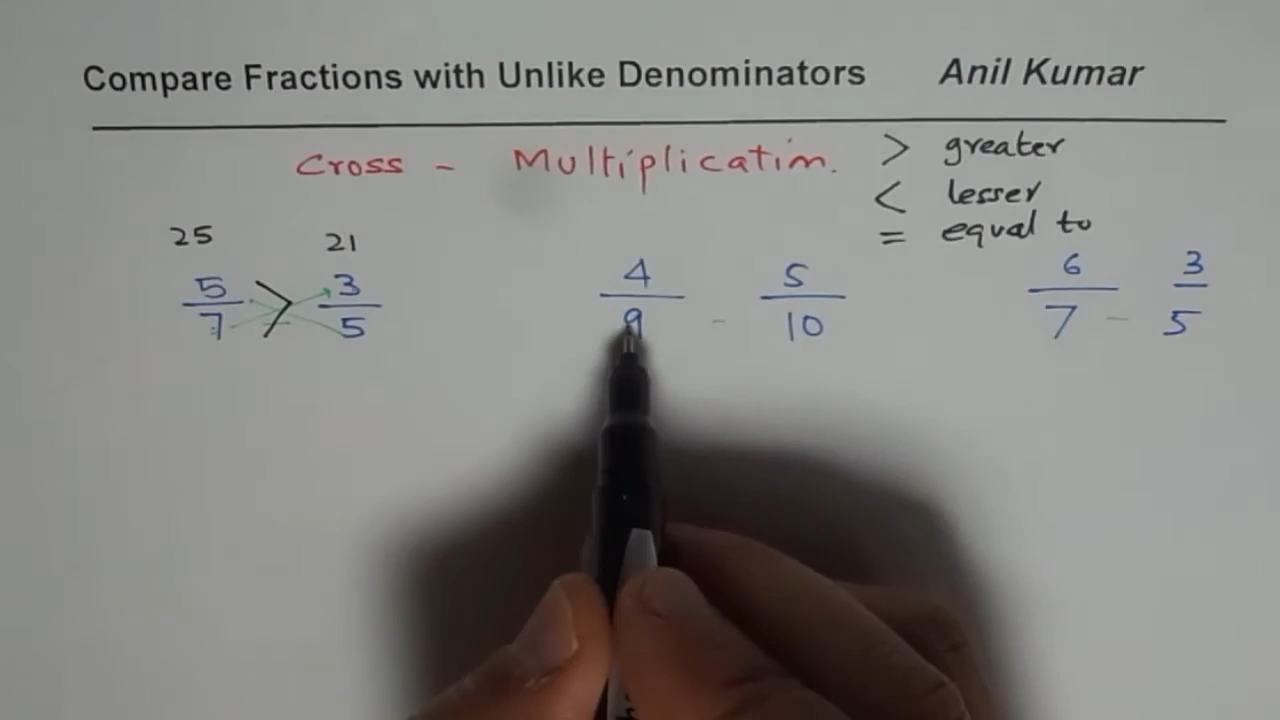 Compare Fractions with Unlike Denominators Anil Kumar
Cross - Multiplicatim. > greater
< lesser
= equal to
25 21
5/7 > 3/5 4/9 - 5/10 6/7 - 3/5